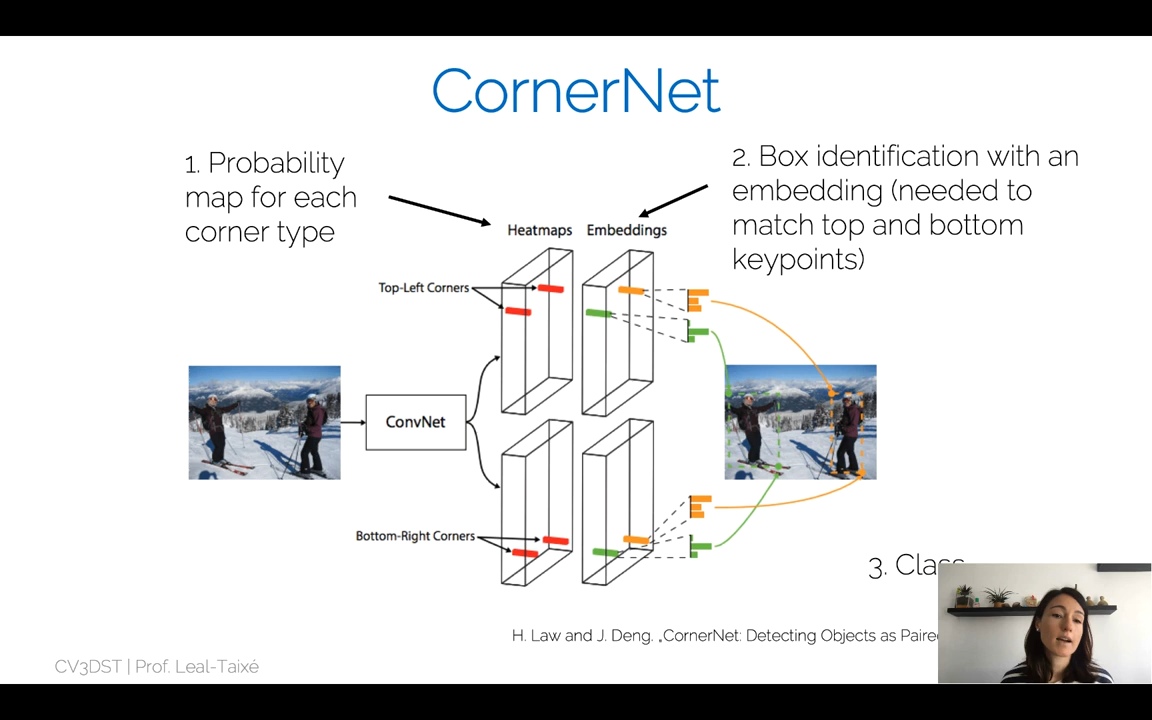 CornerNet
1. Probability
map for each
corner type
2. Box identification with an
embedding (needed to
match top and bottom
keypoints)
Heatmaps
Embeddings
Top-Left Corners
ConvNet
Bottom-Right Corners
3.
H. Law and J. Deng. „CornerNet: Detecting Objects as
CV3DST | Prof. Leal-Taixé